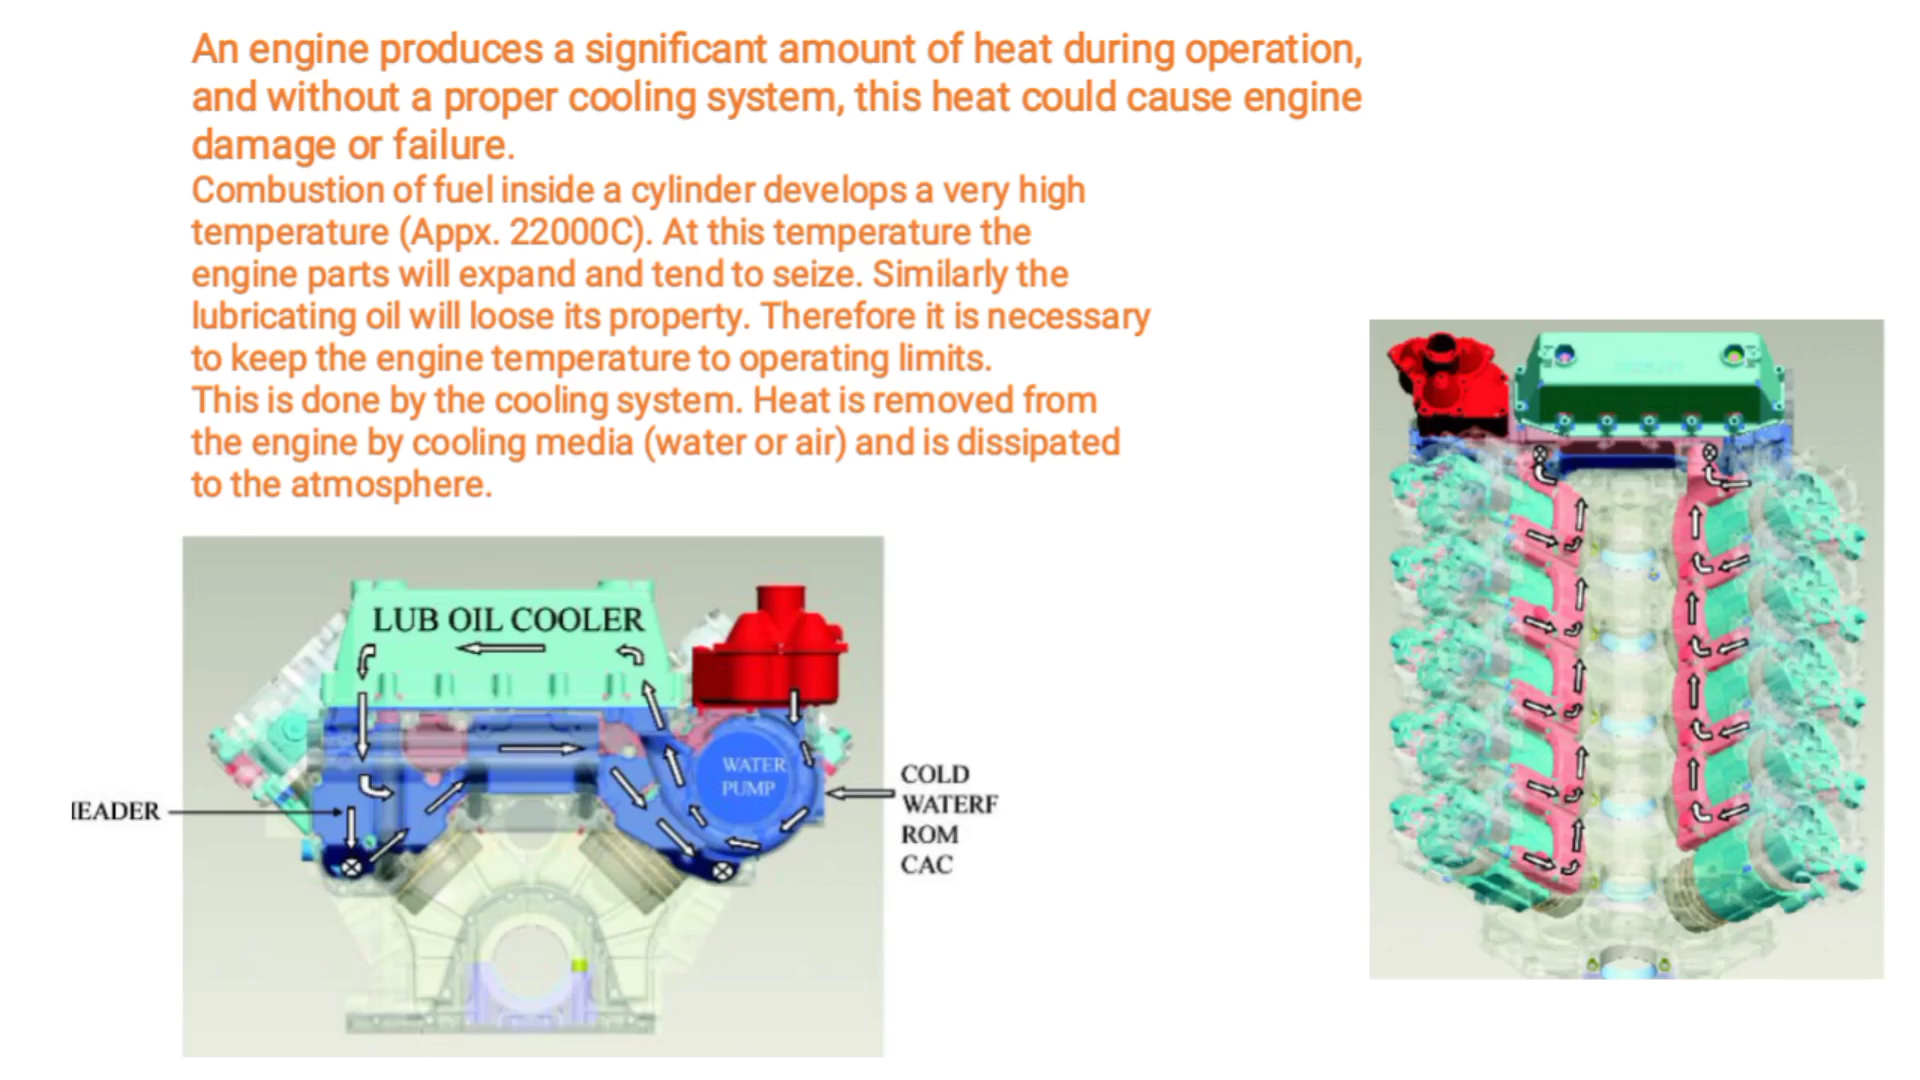 An engine produces a significant amount of heat during operation,
and without a proper cooling system, this heat could cause engine
damage or failure.
Combustion of fuel inside a cylinder develops a very high
temperature (Appx. 22000C). At this temperature the
engine parts will expand and tend to seize. Similarly the
lubricating oil will loose its property. Therefore it is necessary
to keep the engine temperature to operating limits.
This is done by the cooling system. Heat is removed from
the engine by cooling media (water or air) and is dissipated
to the atmosphere.
LUB OIL COOLER
WATER
PUMP
COLD
WATERF
ROM
CAC
EADER